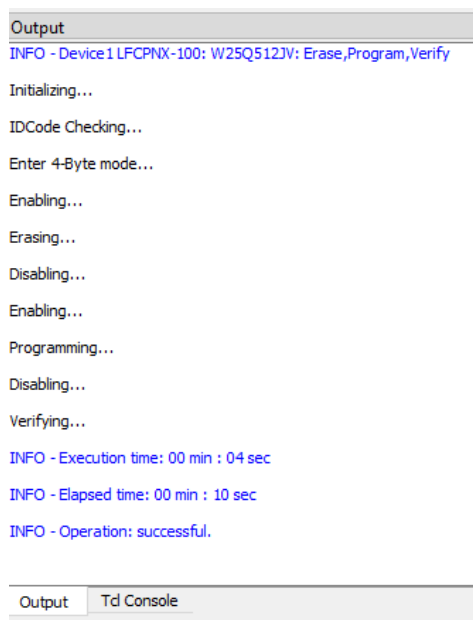 Output
INFO - Device1 LFCPNX-100: W25Q512JV: Erase,Program,Verify
Initializing...
IDCode Checking...
Enter 4-Byte mode...
Enabling...
Erasing...
Disabling...
Enabling...
Programming...
Disabling...
Verifying...
INFO - Execution time: 00 min : 04 sec
INFO - Elapsed time: 00 min : 10 sec
INFO - Operation: successful.
Output Tcl Console